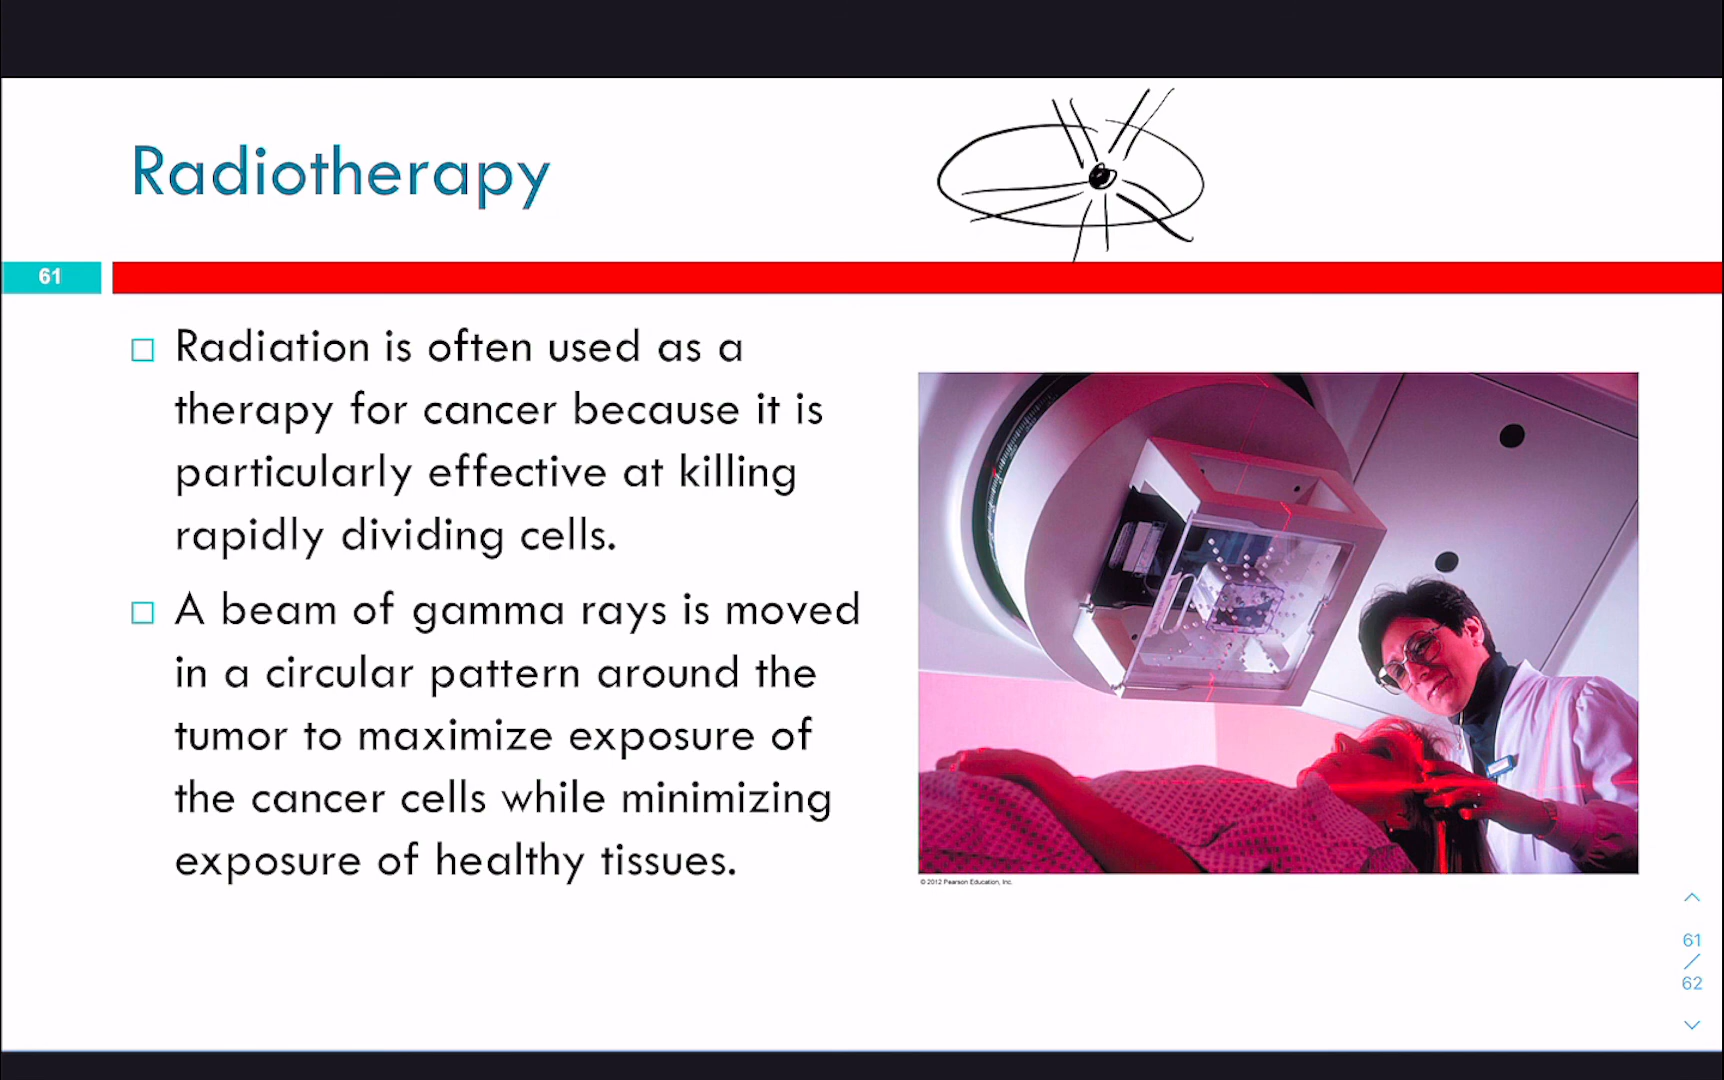 Radiotherapy
61
Radiation is often used as a
therapy for cancer because it is
particularly effective at killing
rapidly dividing cells.
A beam of gamma rays is moved
in a circular pattern around the
tumor to maximize exposure of
the cancer cells while minimizing
exposure of healthy tissues.
© 2012 Pearson Education, Inc.
61
/
62